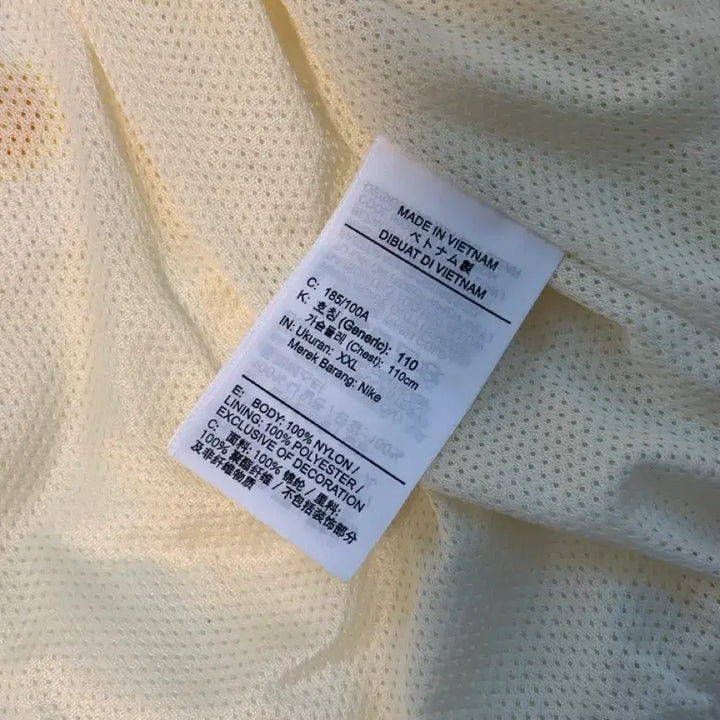 MADE IN VIETNAM
ベトナム製
DIBUAT DI VIETNAM
C: 185/100A
K: 호칭 (Generic): 110
가슴둘레 (Chest): 110cm
IN: Ukuran: XXL
Merek Barang: Nike
E: BODY: 100% NYLON /
LINING: 100% POLYESTER /
EXCLUSIVE OF DECORATION
C: 面料: 100% 锦纶 / 里料:
100% 聚酯纤维 / 不包括装饰部分
及非纤维物质